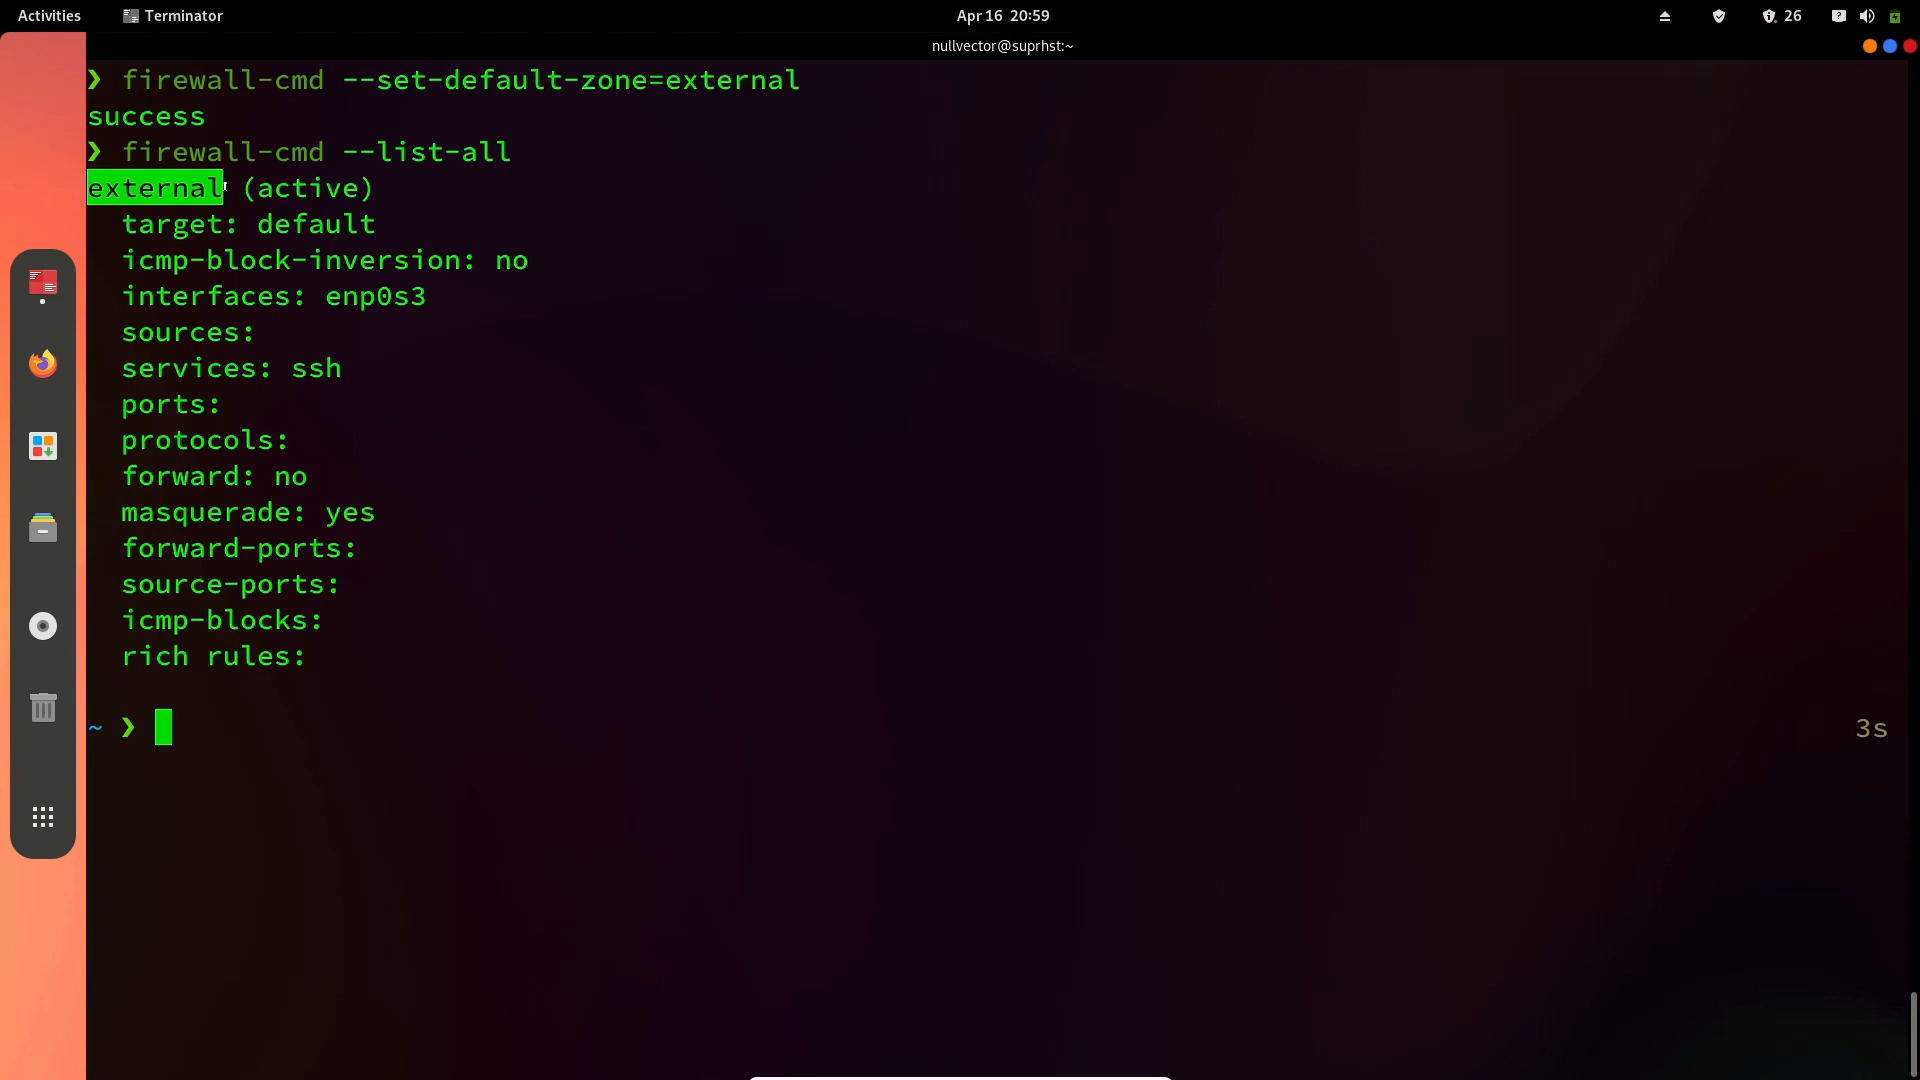 Activities Terminator Apr 16 20:59 26
nullvector@suprhst:~
❯ firewall-cmd --set-default-zone=external
success
❯ firewall-cmd --list-all
external (active)
  target: default
  icmp-block-inversion: no
  interfaces: enp0s3
  sources:
  services: ssh
  ports:
  protocols:
  forward: no
  masquerade: yes
  forward-ports:
  source-ports:
  icmp-blocks:
  rich rules:
~ ❯ 3s